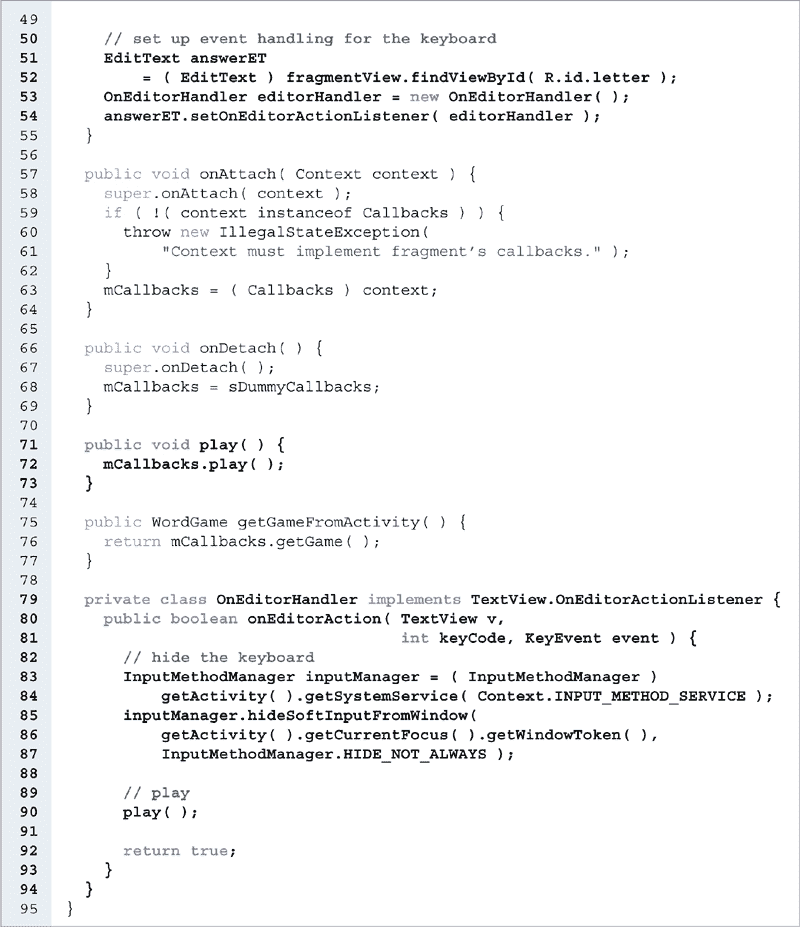 49
50 // set up event handling for the keyboard
51 EditText answerET
52 = ( EditText ) fragmentView.findViewById( R.id.letter );
53 OnEditorHandler editorHandler = new OnEditorHandler( );
54 answerET.setOnEditorActionListener( editorHandler );
55 }
56
57 public void onAttach( Context context ) {
58 super.onAttach( context );
59 if ( !( context instanceof Callbacks ) ) {
60 throw new IllegalStateException(
61 "Context must implement fragment’s callbacks." );
62 }
63 mCallbacks = ( Callbacks ) context;
64 }
65
66 public void onDetach( ) {
67 super.onDetach( );
68 mCallbacks = sDummyCallbacks;
69 }
70
71 public void play( ) {
72 mCallbacks.play( );
73 }
74
75 public WordGame getGameFromActivity( ) {
76 return mCallbacks.getGame( );
77 }
78
79 private class OnEditorHandler implements TextView.OnEditorActionListener {
80 public boolean onEditorAction( TextView v,
81 int keyCode, KeyEvent event ) {
82 // hide the keyboard
83 InputMethodManager inputManager = ( InputMethodManager )
84 getActivity( ).getSystemService( Context.INPUT_METHOD_SERVICE );
85 inputManager.hideSoftInputFromWindow(
86 getActivity( ).getCurrentFocus( ).getWindowToken( ),
87 InputMethodManager.HIDE_NOT_ALWAYS );
88
89 // play
90 play( );
91
92 return true;
93 }
94 }
95 }